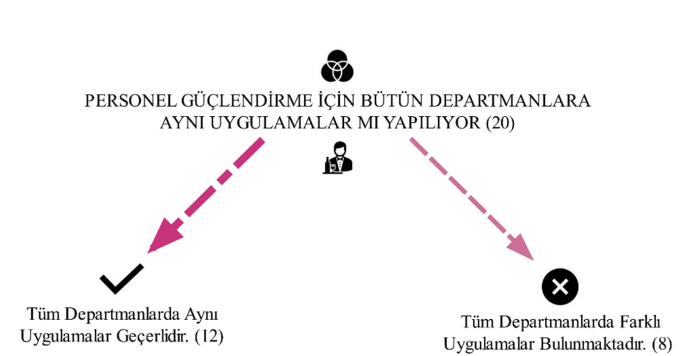 PERSONEL GÜÇLENDİRME İÇİN BÜTÜN DEPARTMANLARA
AYNI UYGULAMALAR MI YAPILIYOR (20)
Tüm Departmanlarda Aynı
Uygulamalar Geçerlidir. (12)
Tüm Departmanlarda Farklı
Uygulamalar Bulunmaktadır. (8)